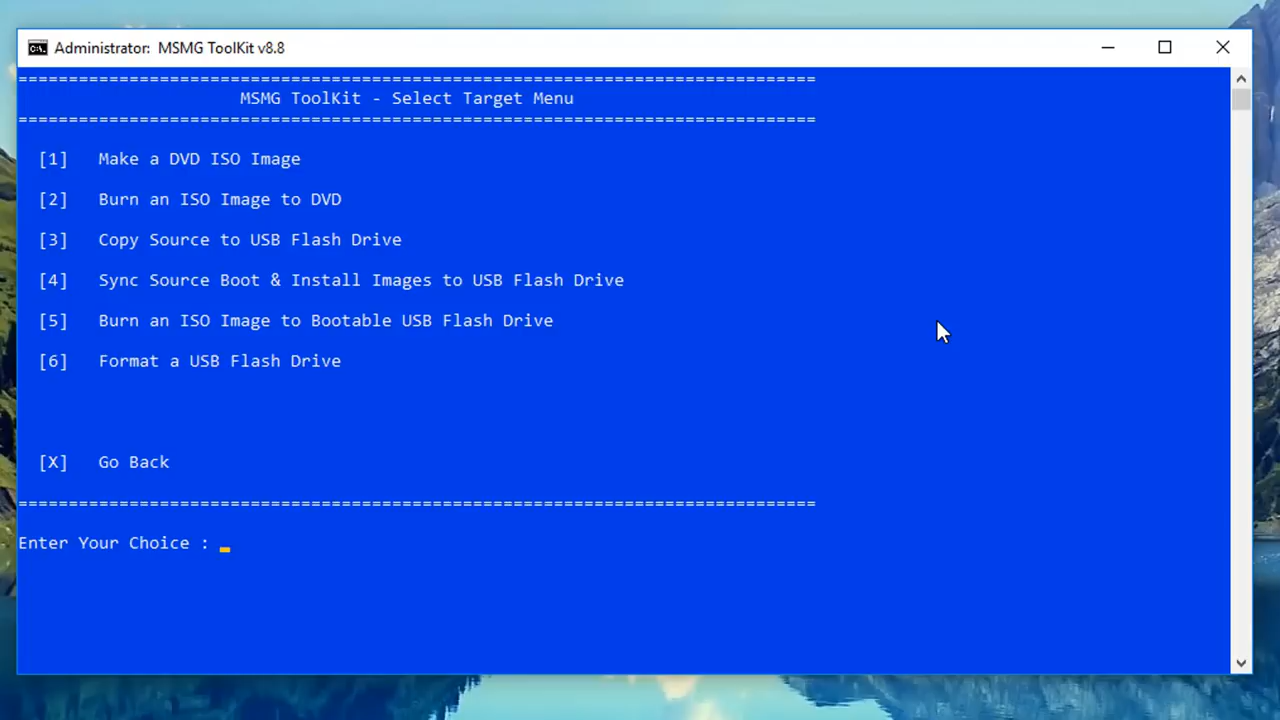 Administrator: MSMG ToolKit v8.8
===============================================================================
MSMG ToolKit - Select Target Menu
===============================================================================
[1] Make a DVD ISO Image
[2] Burn an ISO Image to DVD
[3] Copy Source to USB Flash Drive
[4] Sync Source Boot & Install Images to USB Flash Drive
[5] Burn an ISO Image to Bootable USB Flash Drive
[6] Format a USB Flash Drive
[X] Go Back
===============================================================================
Enter Your Choice :